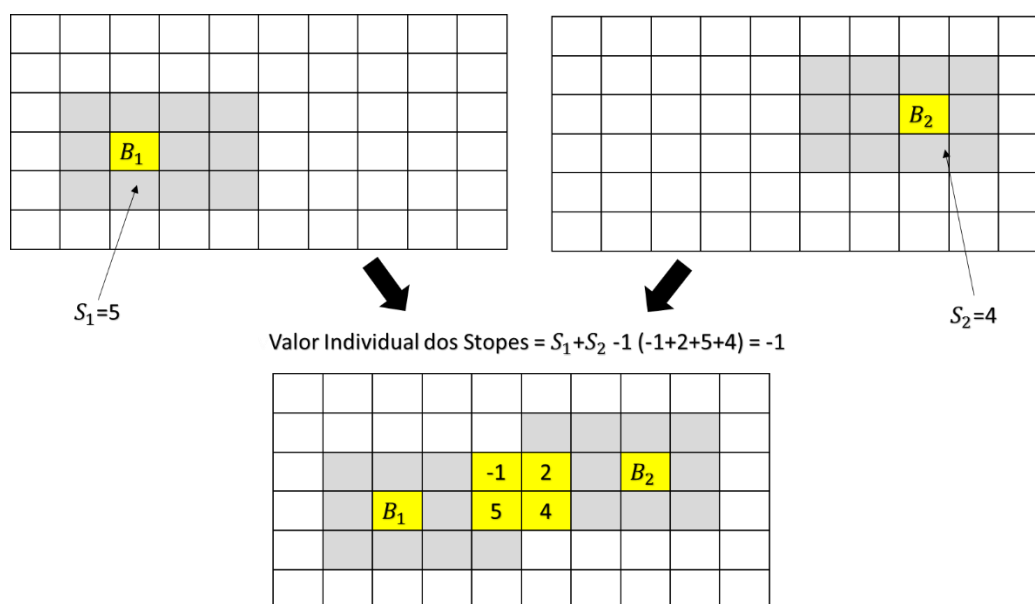 B₁
B₂
S₁=5
S₂=4
Valor Individual dos Stopes = S₁+S₂ -1 (-1+2+5+4) = -1
-1 2 B₂
B₁ 5 4